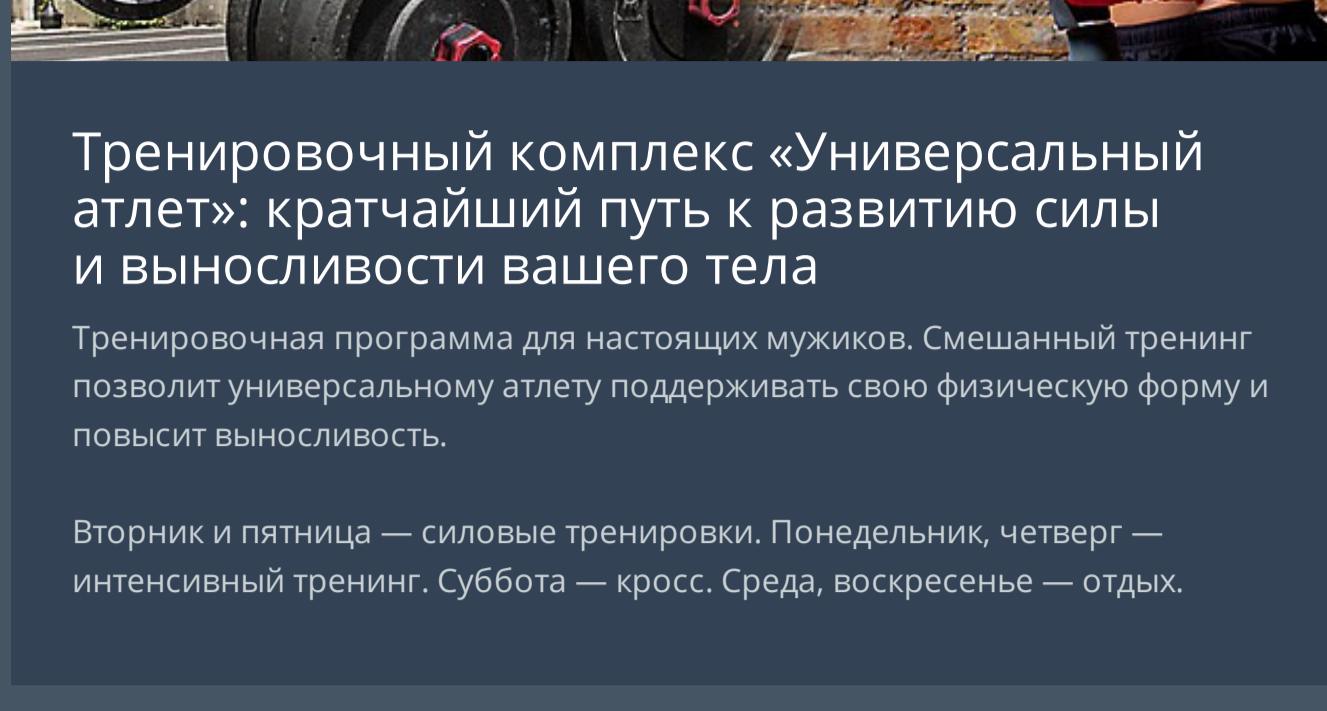 Тренировочный комплекс «Универсальный
атлет»: кратчайший путь к развитию силы
и выносливости вашего тела
Тренировочная программа для настоящих мужиков. Смешанный тренинг
позволит универсальному атлету поддерживать свою физическую форму и
повысит выносливость.
Вторник и пятница — силовые тренировки. Понедельник, четверг —
интенсивный тренинг. Суббота — кросс. Среда, воскресенье — отдых.